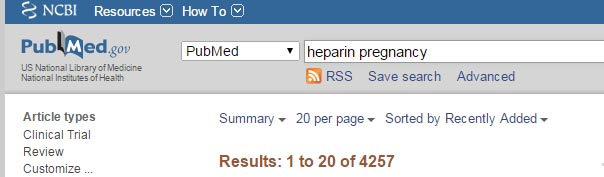 NCBI Resources How To
PubMed.gov
US National Library of Medicine
National Institutes of Health
PubMed
heparin pregnancy
RSS Save search Advanced
Article types
Clinical Trial
Review
Customize ...
Summary 20 per page Sorted by Recently Added
Results: 1 to 20 of 4257